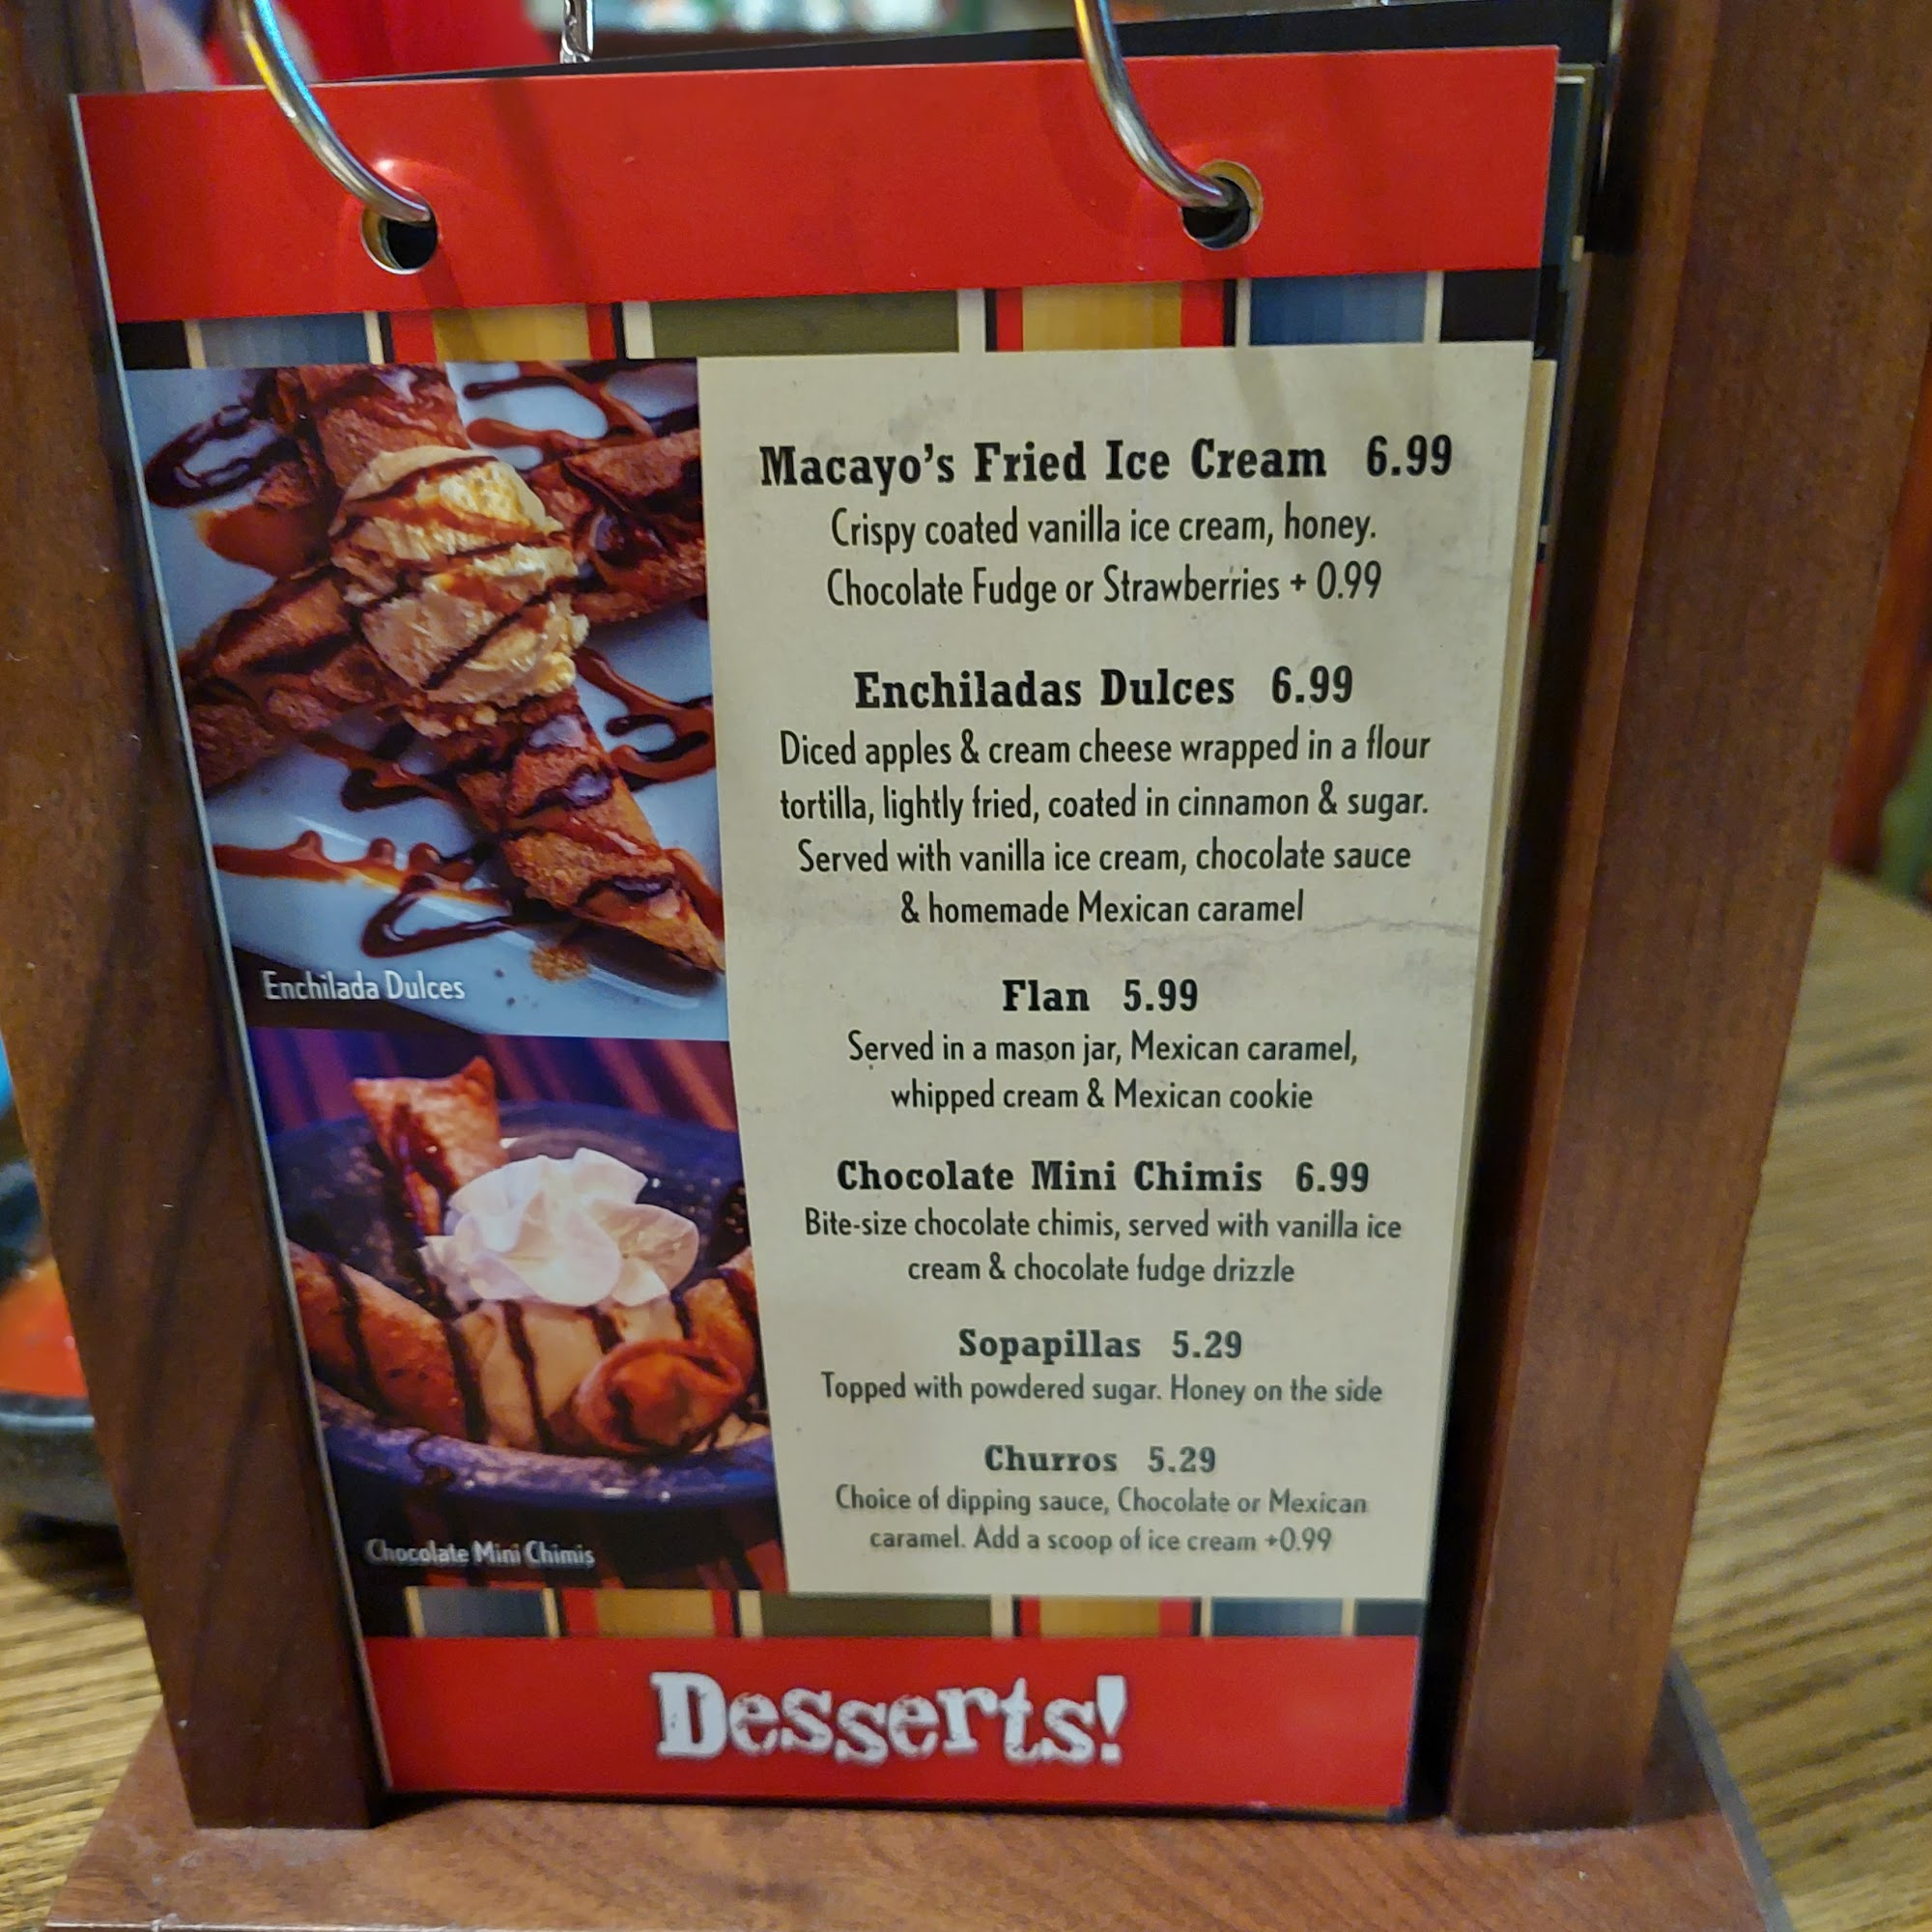 Macayo's Fried Ice Cream 6.99
Crispy coated vanilla ice cream, honey.
Chocolate Fudge or Strawberries + 0.99
Enchiladas Dulces 6.99
Diced apples & cream cheese wrapped in a flour
tortilla, lightly fried, coated in cinnamon & sugar.
Served with vanilla ice cream, chocolate sauce
& homemade Mexican caramel
Enchilada Dulces
Flan 5.99
Served in a mason jar, Mexican caramel,
whipped cream & Mexican cookie
Chocolate Mini Chimis 6.99
Bite-size chocolate chimis, served with vanilla ice
cream & chocolate fudge drizzle
Sopapillas 5.29
Topped with powdered sugar. Honey on the side
Churros 5.29
Choice of dipping sauce, Chocolate or Mexican
caramel. Add a scoop of ice cream +0.99
Chocolate Mini Chimis
Desserts!